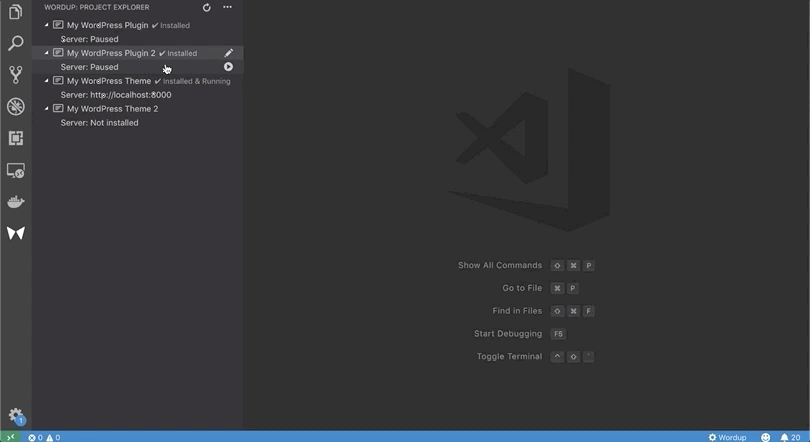 WORDUP: PROJECT EXPLORER
My WordPress Plugin ✔ Installed
Server: Paused
My WordPress Plugin 2 ✔ Installed
Server: Paused
My WordPress Theme ✔ Installed & Running
Server: http://localhost:8000
My WordPress Theme 2
Server: Not installed
Show All Commands ⇧ ⌘ P
Go to File ⌘ P
Find in Files ⇧ ⌘ F
Start Debugging F5
Toggle Terminal ^ ⇧ `
1
0 0 Wordup 20